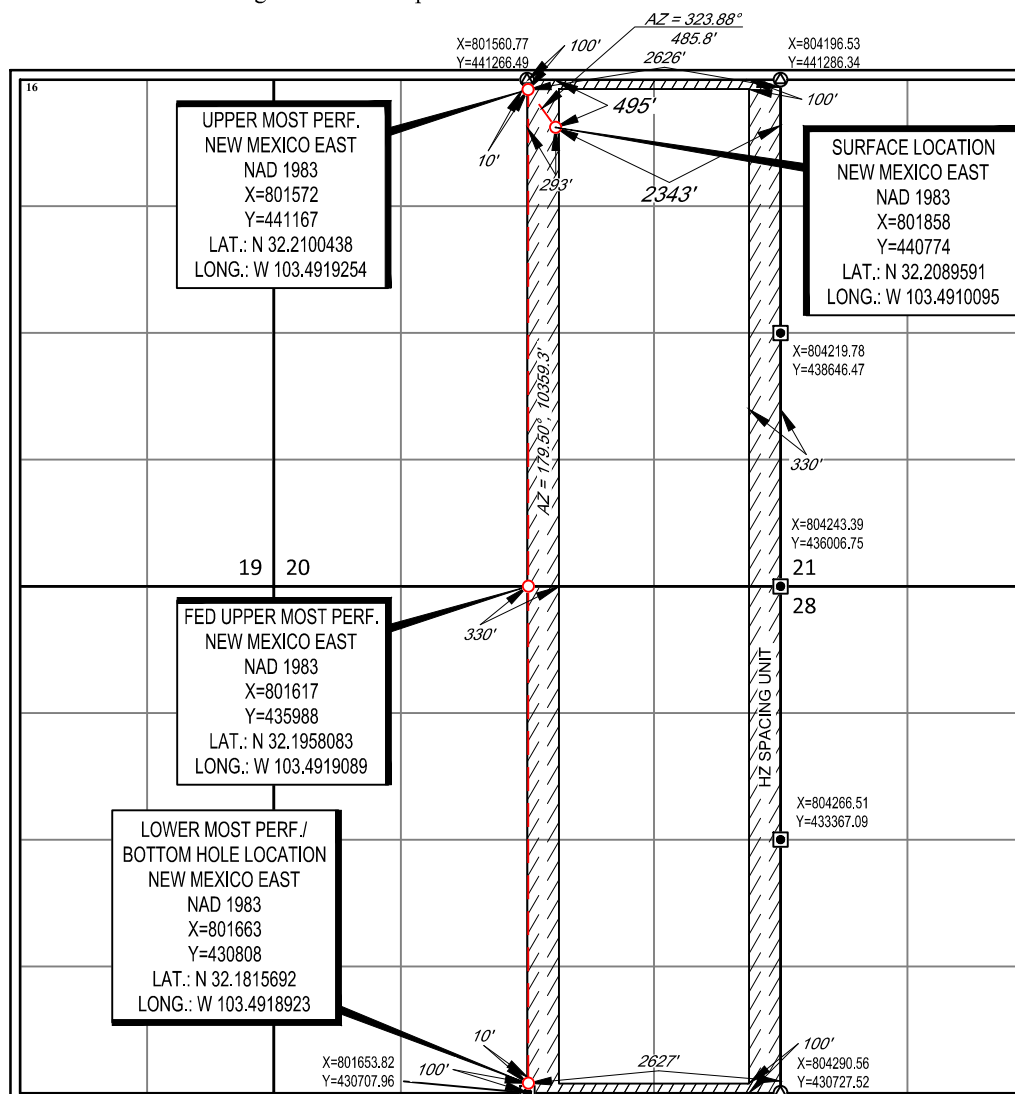 AZ = 323.88°
485.8'
X=801560.77
Y=441266.49
100'
2626'
X=804196.53
Y=441286.34
16
100'
495'
10'
293'
2343'
UPPER MOST PERF.
NEW MEXICO EAST
NAD 1983
X=801572
Y=441167
LAT.: N 32.2100438
LONG.: W 103.4919254
SURFACE LOCATION
NEW MEXICO EAST
NAD 1983
X=801858
Y=440774
LAT.: N 32.2089591
LONG.: W 103.4910095
X=804219.78
Y=438646.47
AZ = 179.50°, 10359.3'
330'
X=804243.39
Y=436006.75
19
20
21
28
FED UPPER MOST PERF.
NEW MEXICO EAST
NAD 1983
X=801617
Y=435988
LAT.: N 32.1958083
LONG.: W 103.4919089
330'
HZ SPACING UNIT
X=804266.51
Y=433367.09
LOWER MOST PERF./
BOTTOM HOLE LOCATION
NEW MEXICO EAST
NAD 1983
X=801663
Y=430808
LAT.: N 32.1815692
LONG.: W 103.4918923
10'
100'
X=801653.82
Y=430707.96
100'
2627'
X=804290.56
Y=430727.52